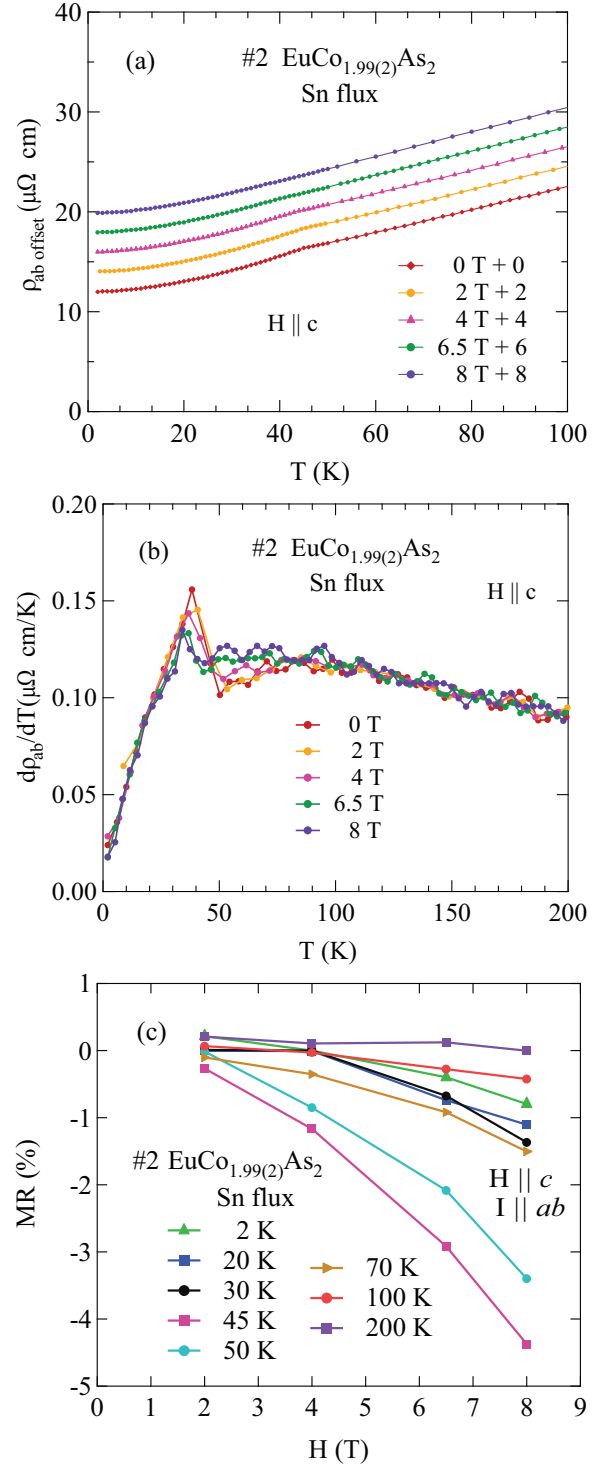 (a)
#2 EuCo1.99(2)As2
Sn flux
40
30
20
10
0
ρab offset (μΩ cm)
H || c
0 T + 0
2 T + 2
4 T + 4
6.5 T + 6
8 T + 8
0 20 40 60 80 100
T (K)
(b)
#2 EuCo1.99(2)As2
Sn flux
H || c
0.20
0.15
0.10
0.05
0.00
dρab/dT(μΩ cm/K)
0 T
2 T
4 T
6.5 T
8 T
0 50 100 150 200
T (K)
(c)
1
0
-1
-2
-3
-4
-5
MR (%)
#2 EuCo1.99(2)As2
Sn flux
H || c
I || ab
2 K
20 K
30 K
45 K
50 K
70 K
100 K
200 K
0 1 2 3 4 5 6 7 8 9
H (T)